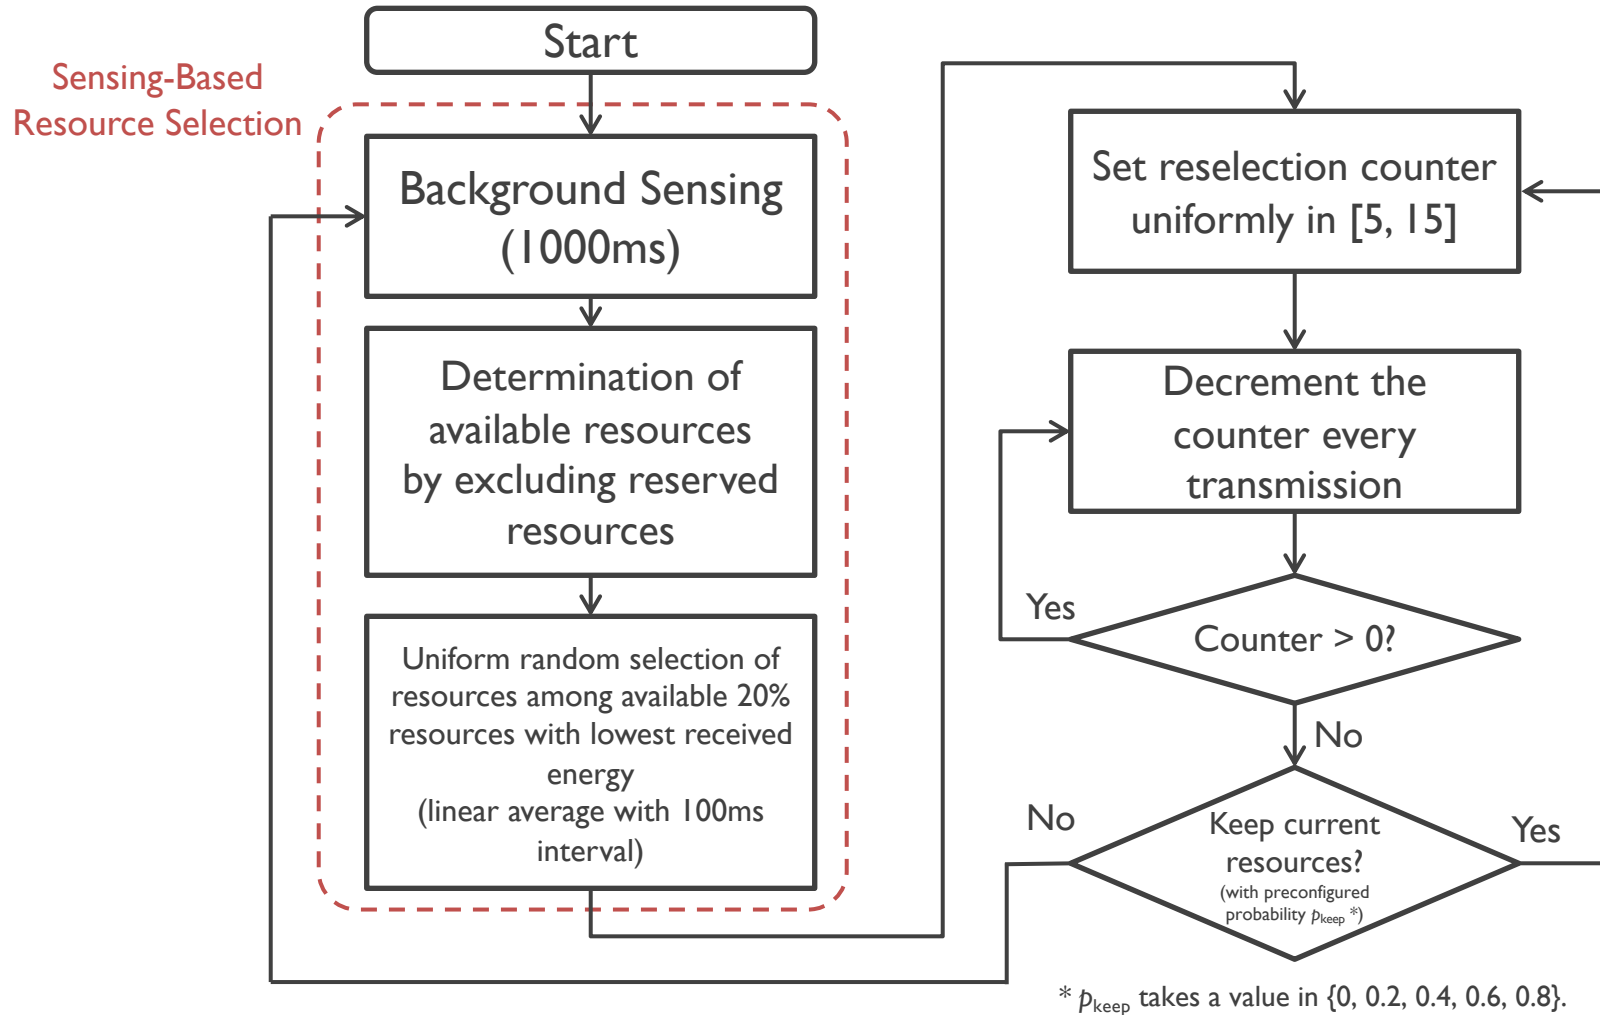 Start
Sensing-Based
Resource Selection
Background Sensing
(1000ms)
Determination of
available resources
by excluding reserved
resources
Uniform random selection of
resources among available 20%
resources with lowest received
energy
(linear average with 100ms
interval)
Set reselection counter
uniformly in [5, 15]
Decrement the
counter every
transmission
Yes
Counter > 0?
No
No
Keep current
resources?
(with preconfigured
probability p_keep *)
Yes
* p_keep takes a value in {0, 0.2, 0.4, 0.6, 0.8}.